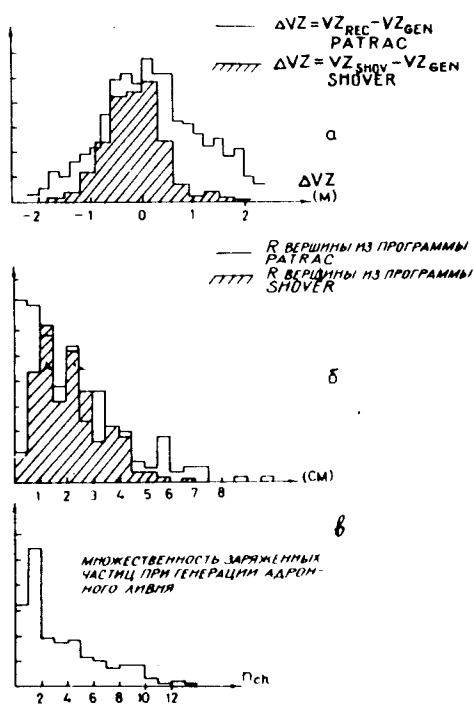 — ΔVZ = VZ_REC − VZ_GEN
PATRAC
ΔVZ = VZ_SHOV − VZ_GEN
SHOVER
а
ΔVZ
(М)
-2 -1 0 1 2
R ВЕРШИНЫ ИЗ ПРОГРАММЫ
PATRAC
R ВЕРШИНЫ ИЗ ПРОГРАММЫ
SHOVER
б
1 2 3 4 5 6 7 8 (СМ)
в
МНОЖЕСТВЕННОСТЬ ЗАРЯЖЕННЫХ
ЧАСТИЦ ПРИ ГЕНЕРАЦИИ АДРОН-
НОГО ЛИВНЯ
n_ch
2 4 6 8 10 12